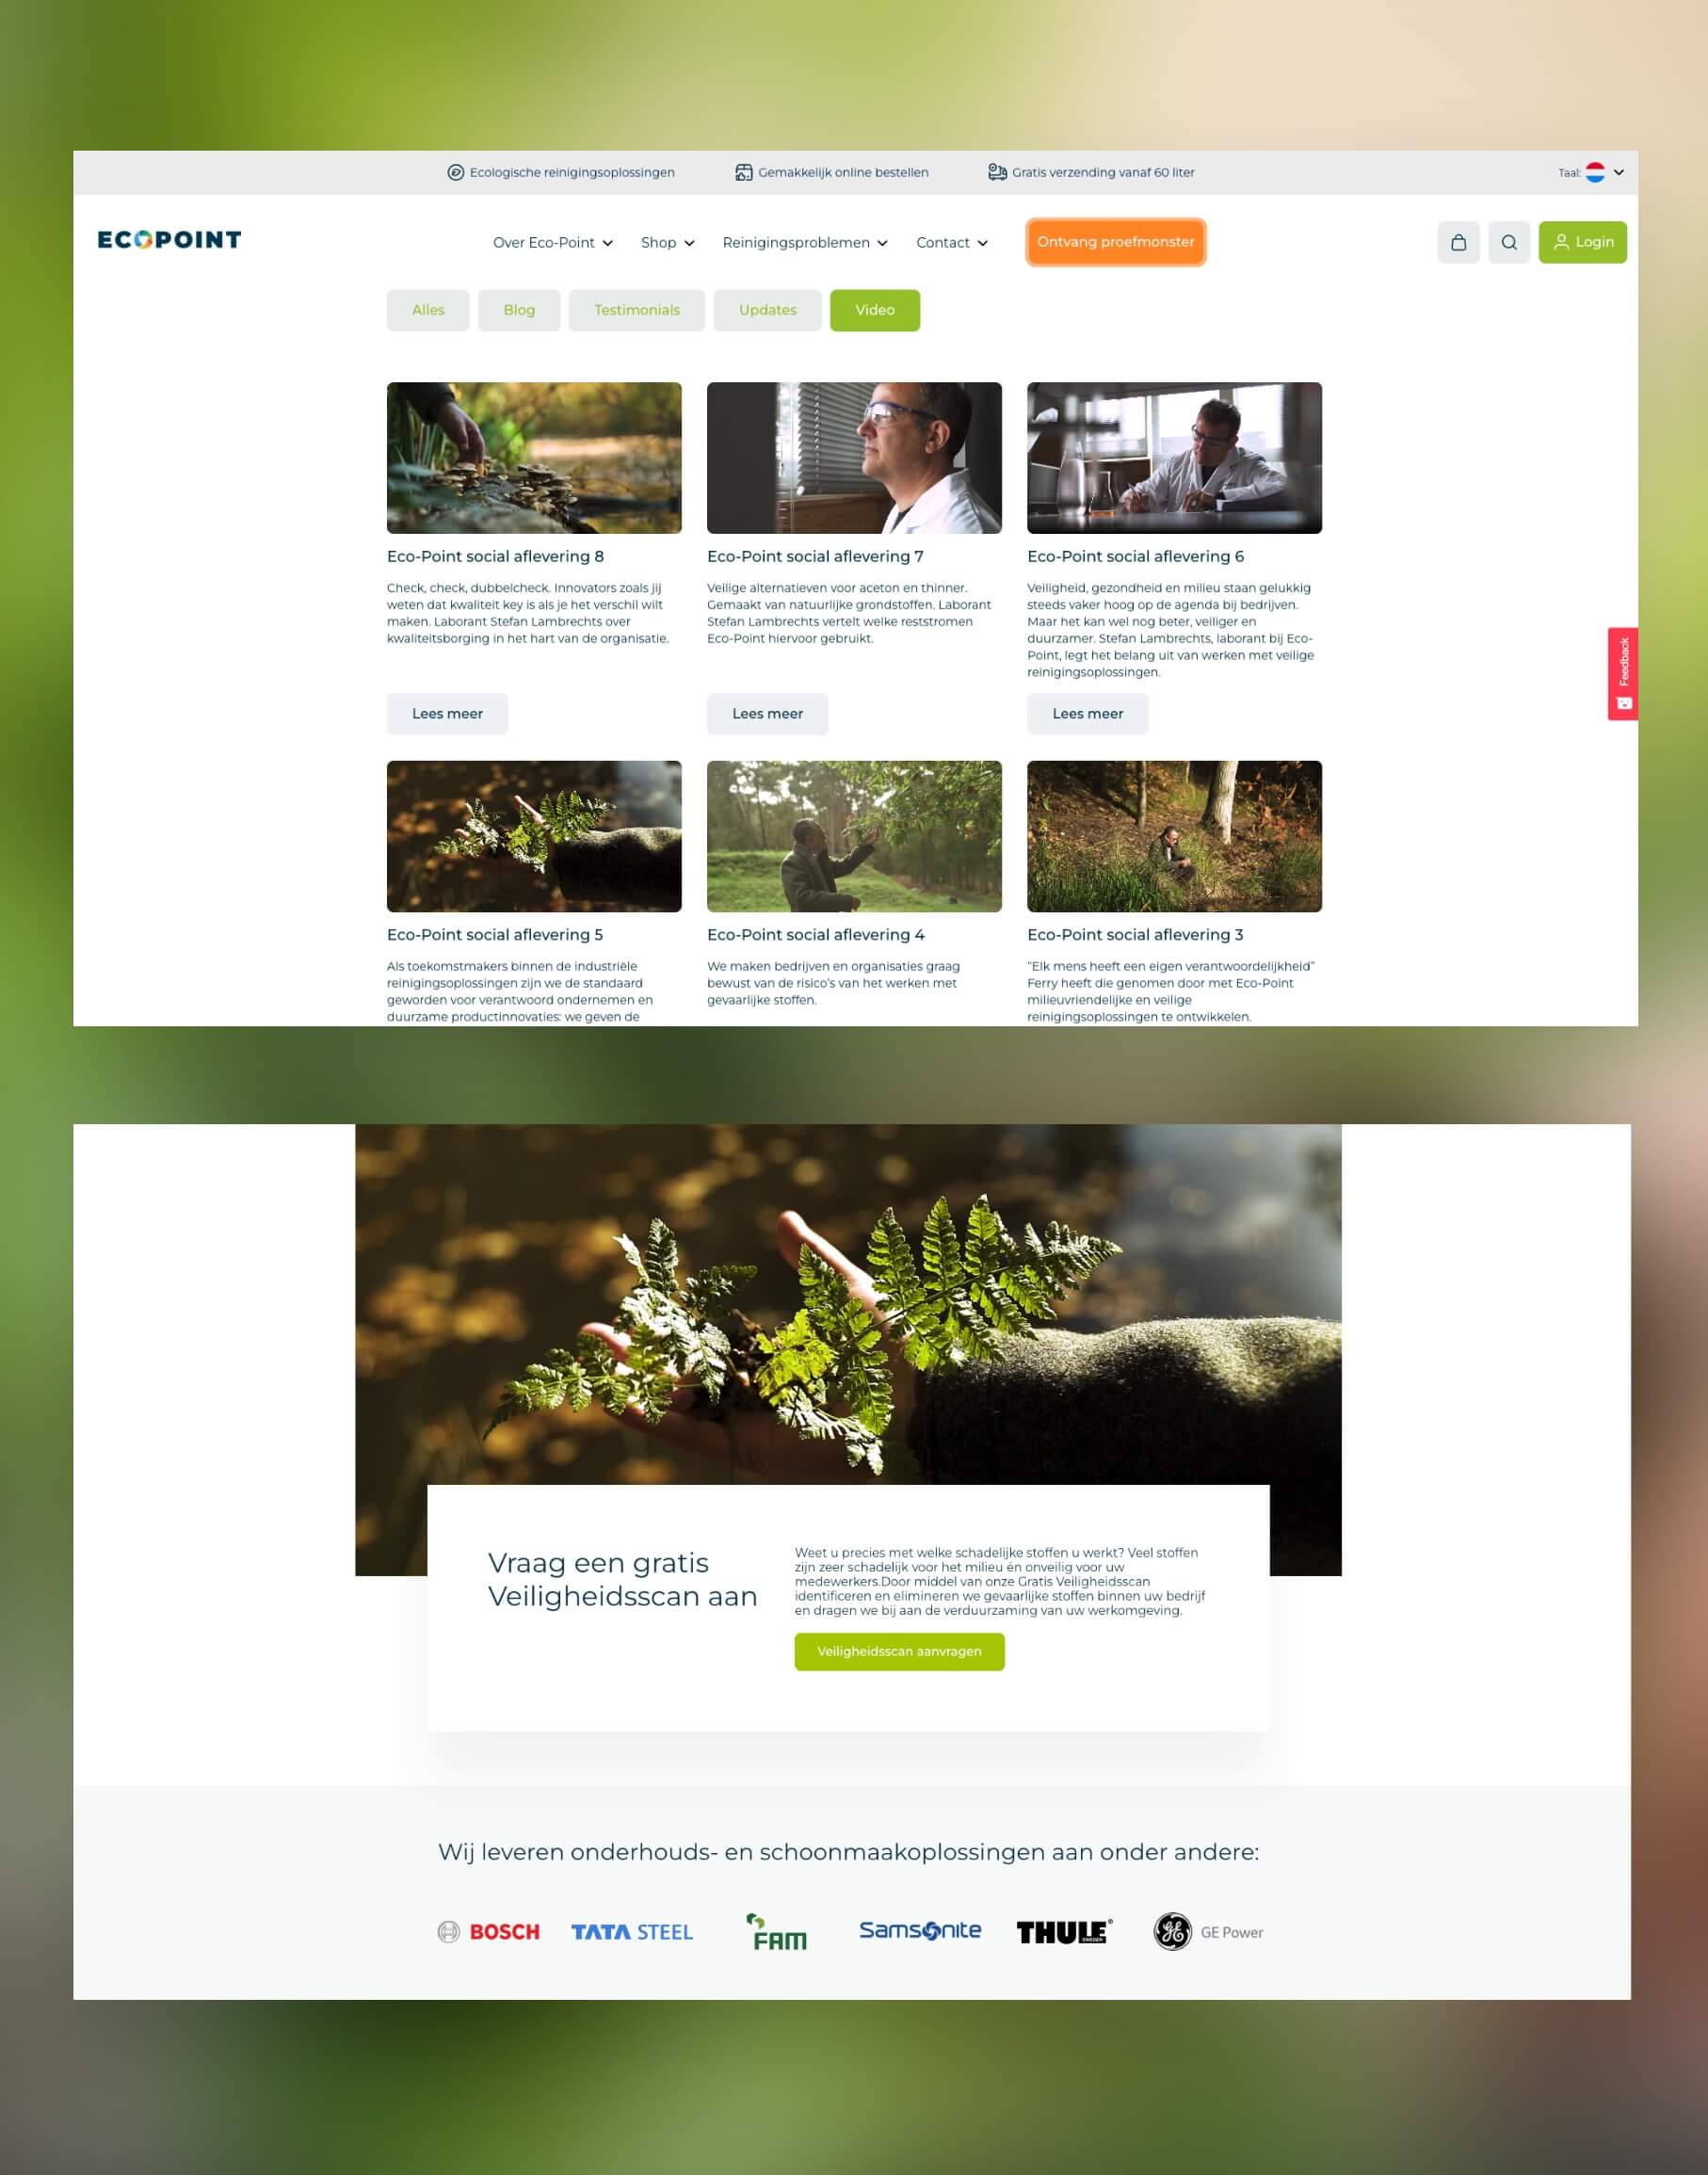 Ecologische reinigingsoplossingen
Gemakkelijk online bestellen
Gratis verzending vanaf 60 liter
Taal:
ECOPOINT
Over Eco-Point
Shop
Reinigingsproblemen
Contact
Ontvang proefmonster
Login
Alles
Blog
Testimonials
Updates
Video
Eco-Point social aflevering 8
Check, check, dubbelcheck. Innovators zoals jij
weten dat kwaliteit key is als je het verschil wilt
maken. Laborant Stefan Lambrechts over
kwaliteitsborging in het hart van de organisatie.
Lees meer
Eco-Point social aflevering 7
Veilige alternatieven voor aceton en thinner.
Gemaakt van natuurlijke grondstoffen. Laborant
Stefan Lambrechts vertelt welke reststromen
Eco-Point hiervoor gebruikt.
Lees meer
Eco-Point social aflevering 6
Veiligheid, gezondheid en milieu staan gelukkig
steeds vaker hoog op de agenda bij bedrijven.
Maar het kan wel nog beter, veiliger en
duurzamer. Stefan Lambrechts, laborant bij Eco-
Point, legt het belang uit van werken met veilige
reinigingsoplossingen.
Lees meer
Feedback
Eco-Point social aflevering 5
Als toekomstmakers binnen de industriële
reinigingsoplossingen zijn we de standaard
geworden voor verantwoord ondernemen en
duurzame productinnovaties: we geven de
Eco-Point social aflevering 4
We maken bedrijven en organisaties graag
bewust van de risico's van het werken met
gevaarlijke stoffen.
Eco-Point social aflevering 3
“Elk mens heeft een eigen verantwoordelijkheid”
Ferry heeft die genomen door met Eco-Point
milieuvriendelijke en veilige
reinigingsoplossingen te ontwikkelen.
Vraag een gratis
Veiligheidsscan aan
Weet u precies met welke schadelijke stoffen u werkt? Veel stoffen
zijn zeer schadelijk voor het milieu én onveilig voor uw
medewerkers.Door middel van onze Gratis Veiligheidsscan
identificeren en elimineren we gevaarlijke stoffen binnen uw bedrijf
en dragen we bij aan de verduurzaming van uw werkomgeving.
Veiligheidsscan aanvragen
Wij leveren onderhouds- en schoonmaakoplossingen aan onder andere:
BOSCH
TATA STEEL
FAM
Samsonite
THULE®
SWEDEN
GE
GE Power